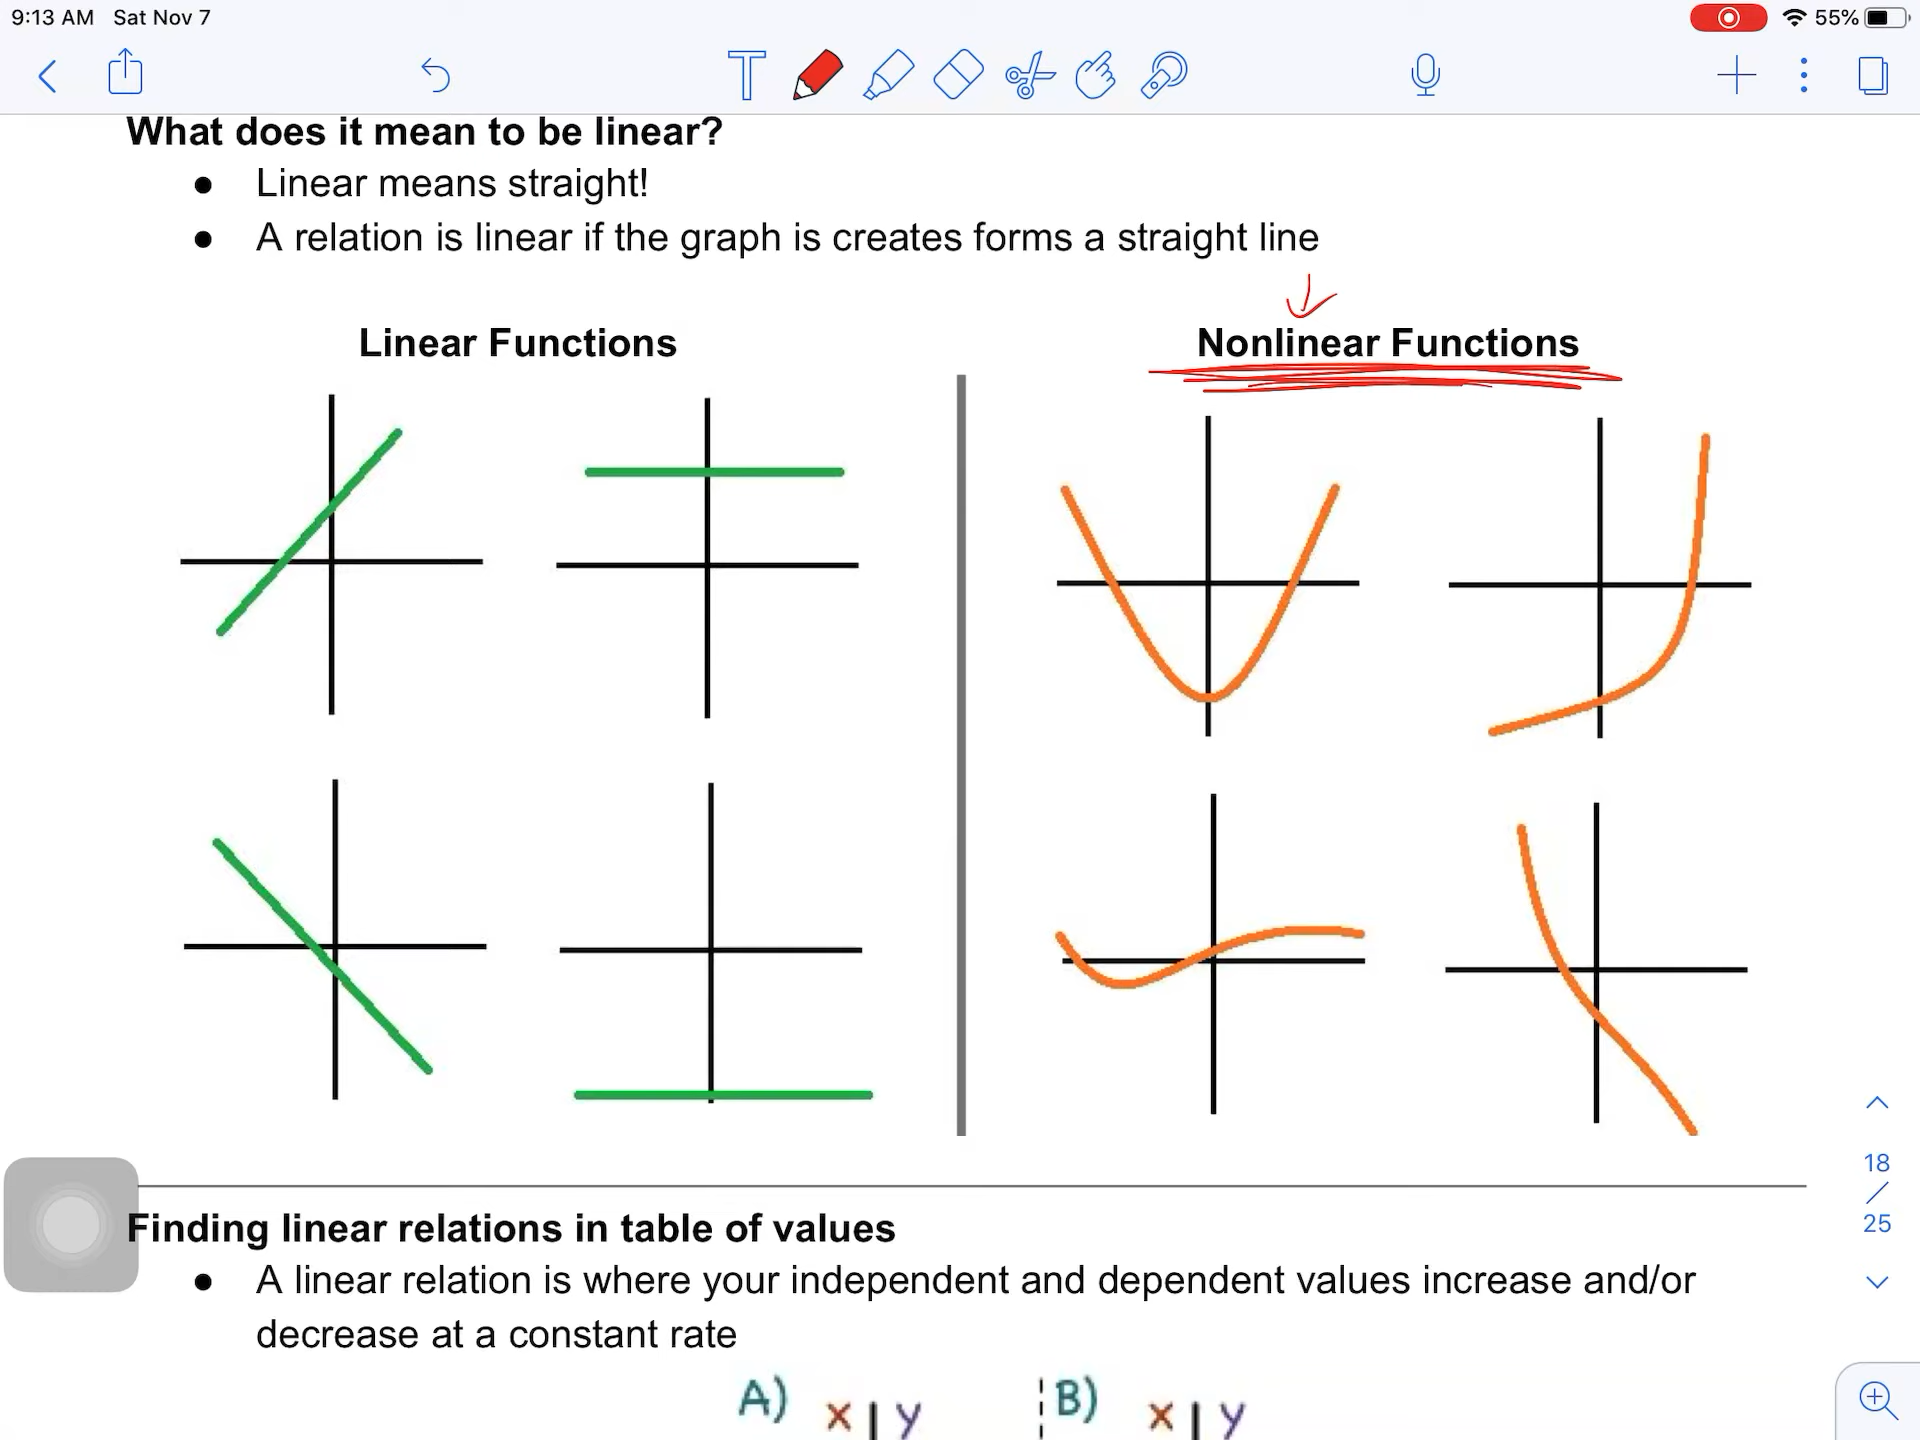 9:13 AM Sat Nov 7
55%
T
What does it mean to be linear?
● Linear means straight!
● A relation is linear if the graph is creates forms a straight line
Linear Functions
Nonlinear Functions
18
/
25
Finding linear relations in table of values
● A linear relation is where your independent and dependent values increase and/or
decrease at a constant rate
A) x | y
B) x | y